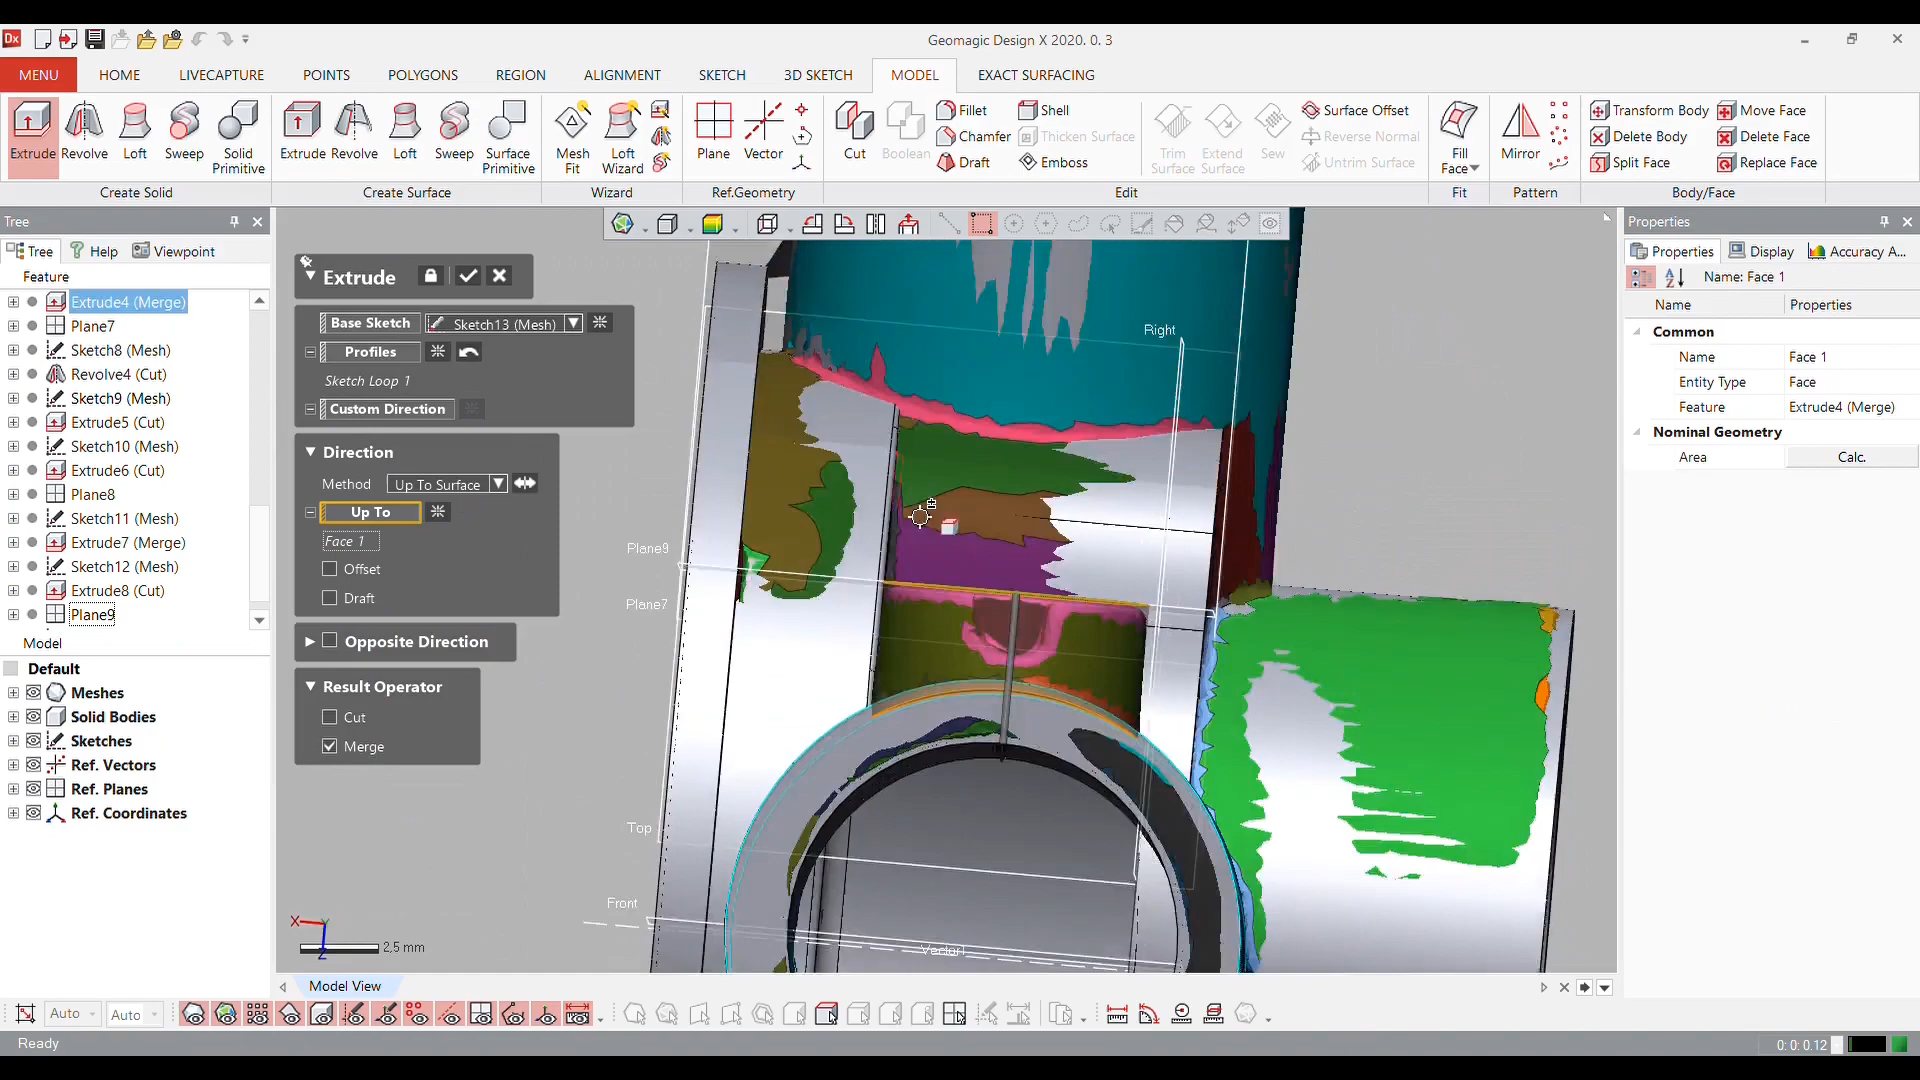 Dx
Geomagic Design X 2020. 0. 3
MENU HOME LIVECAPTURE POINTS POLYGONS REGION ALIGNMENT SKETCH 3D SKETCH MODEL EXACT SURFACING
Extrude Revolve Loft Sweep Solid Primitive
Create Solid
Extrude Revolve Loft Sweep Surface Primitive
Create Surface
Mesh Fit Loft Wizard
Wizard
Plane Vector
Ref.Geometry
Cut Boolean Fillet Chamfer Draft Shell Thicken Surface Emboss Trim Surface Extend Surface Sew Surface Offset Reverse Normal Untrim Surface
Edit
Fill Face
Fit
Mirror
Pattern
Transform Body Delete Body Split Face Move Face Delete Face Replace Face
Body/Face
Tree
Tree Help Viewpoint
Feature
Extrude4 (Merge)
Plane7
Sketch8 (Mesh)
Revolve4 (Cut)
Sketch9 (Mesh)
Extrude5 (Cut)
Sketch10 (Mesh)
Extrude6 (Cut)
Plane8
Sketch11 (Mesh)
Extrude7 (Merge)
Sketch12 (Mesh)
Extrude8 (Cut)
Plane9
Model
Default
Meshes
Solid Bodies
Sketches
Ref. Vectors
Ref. Planes
Ref. Coordinates
Extrude
Base Sketch Sketch13 (Mesh)
Profiles
Sketch Loop 1
Custom Direction
Direction
Method Up To Surface
Up To
Face 1
Offset
Draft
Opposite Direction
Result Operator
Cut
Merge
Right
Plane9
Plane7
Top
Front
Vector1
X
Z
2,5 mm
Properties
Properties Display Accuracy A...
Name: Face 1
Name Properties
Common
Name Face 1
Entity Type Face
Feature Extrude4 (Merge)
Nominal Geometry
Area Calc.
Model View
Auto Auto
Ready
0: 0: 0.12